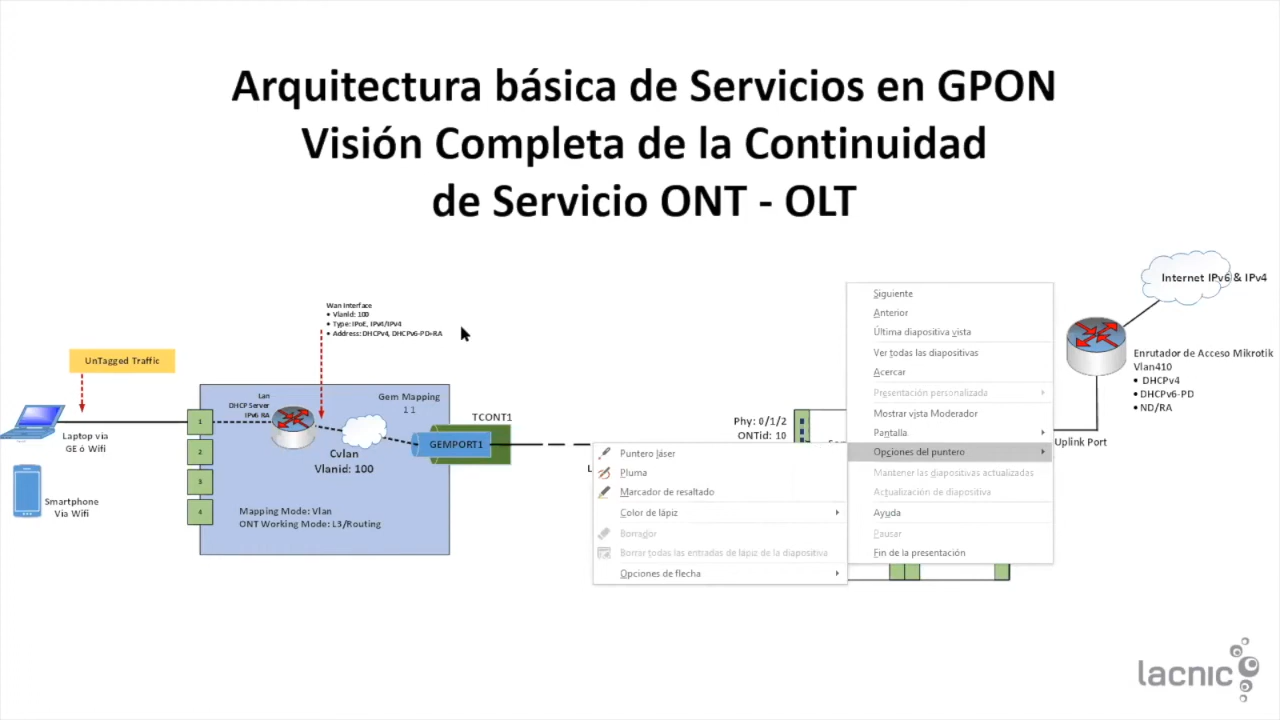 Arquitectura básica de Servicios en GPON
Visión Completa de la Continuidad
de Servicio ONT - OLT
Internet IPv6 & IPv4
Wan Interface
• VlanId: 100
• Type: IPoE, IPv4/IPv4
• Address: DHCPv4, DHCPv6-PD+RA
UnTagged Traffic
Lan
DHCP Server
IPv6 RA
Gem Mapping
1 1
TCONT1
GEMPORT1
Cvlan
Vlanid: 100
1
2
3
4
Laptop via
GE ó Wifi
Smartphone
Via Wifi
Mapping Mode: Vlan
ONT Working Mode: L3/Routing
Phy: 0/1/2
ONTid: 10
Siguiente
Anterior
Última diapositiva vista
Ver todas las diapositivas
Acercar
Presentación personalizada
Mostrar vista Moderador
Pantalla
Opciones del puntero
Mantener las diapositivas actualizadas
Actualización de diapositiva
Ayuda
Pausar
Fin de la presentación
Puntero láser
Pluma
Marcador de resaltado
Color de lápiz
Borrador
Borrar todas las entradas de lápiz de la diapositiva
Opciones de flecha
Enrutador de Acceso Mikrotik
Vlan410
• DHCPv4
• DHCPv6-PD
• ND/RA
Uplink Port
lacnic